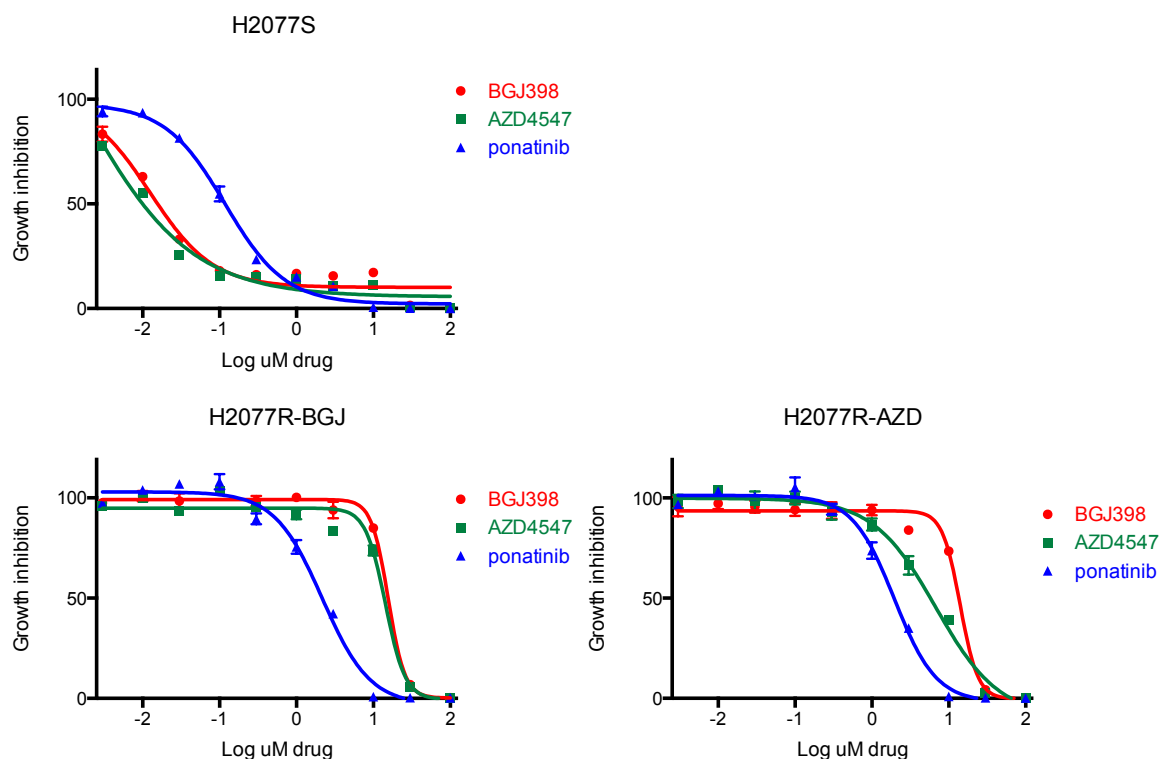 H2077S
BGJ398
AZD4547
ponatinib
Growth inhibition
100
50
0
-2 -1 0 1 2
Log uM drug
H2077R-BGJ
BGJ398
AZD4547
ponatinib
Growth inhibition
100
50
0
-2 -1 0 1 2
Log uM drug
H2077R-AZD
BGJ398
AZD4547
ponatinib
Growth inhibition
100
50
0
-2 -1 0 1 2
Log uM drug